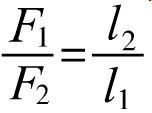 F₁/F₂ = l₂/l₁